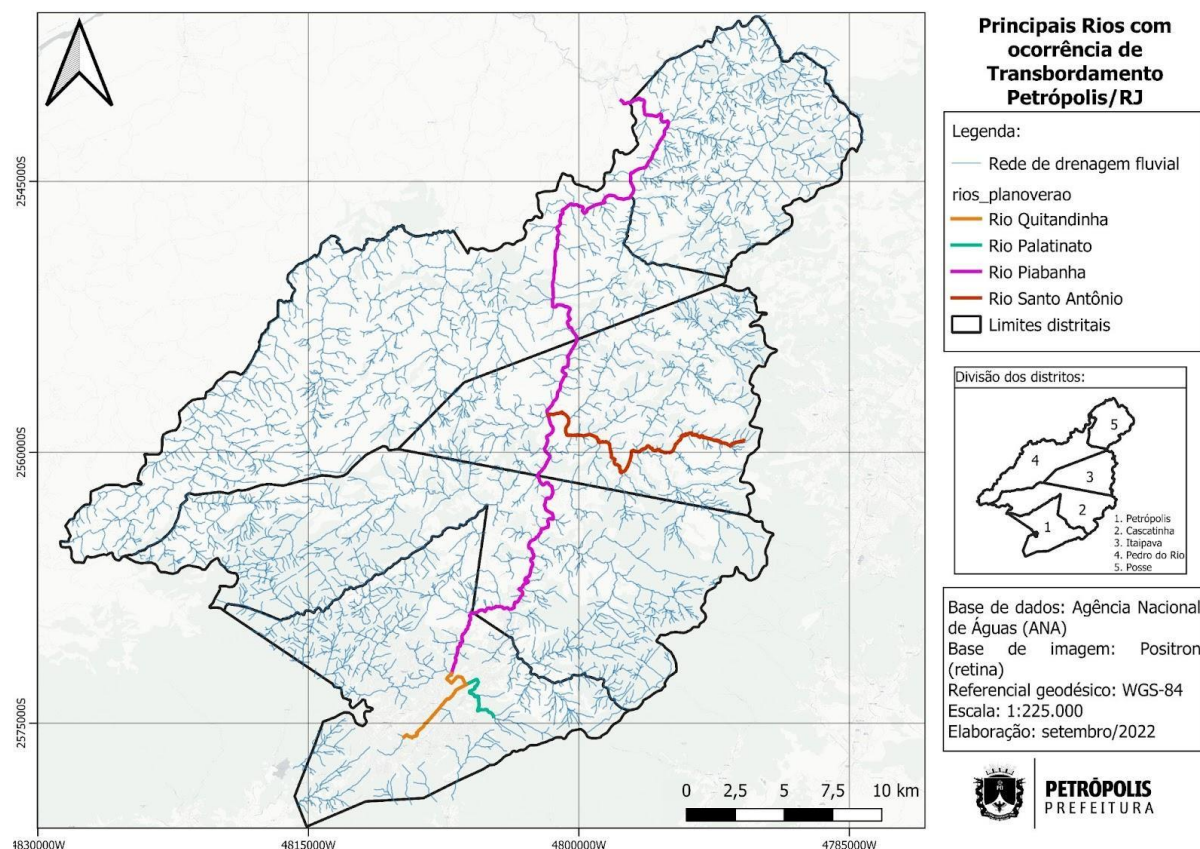 Principais Rios com
ocorrência de
Transbordamento
Petrópolis/RJ
Legenda:
Rede de drenagem fluvial
rios_planoverao
Rio Quitandinha
Rio Palatinato
Rio Piabanha
Rio Santo Antônio
Limites distritais
Divisão dos distritos:
5
4
3
2
1
1. Petrópolis
2. Cascatinha
3. Itaipava
4. Pedro do Rio
5. Posse
Base de dados: Agência Nacional
de Águas (ANA)
Base de imagem: Positron
(retina)
Referencial geodésico: WGS-84
Escala: 1:225.000
Elaboração: setembro/2022
PETRÓPOLIS
PREFEITURA
2545000S
2560000S
2575000S
0 2,5 5 7,5 10 km
4830000W 4815000W 4800000W 4785000W